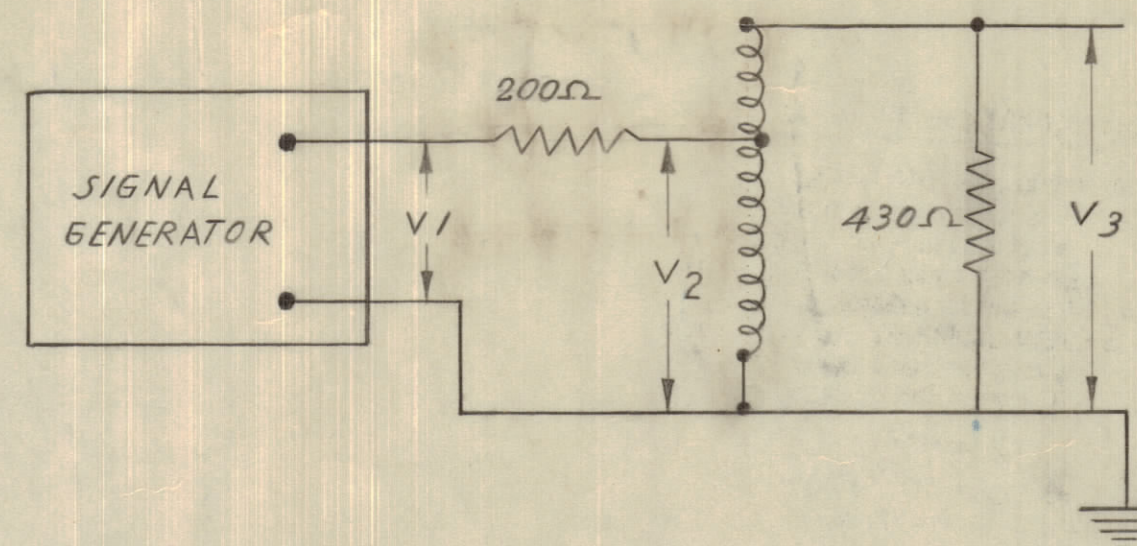 200Ω
SIGNAL
GENERATOR
V1
V2
430Ω
V3